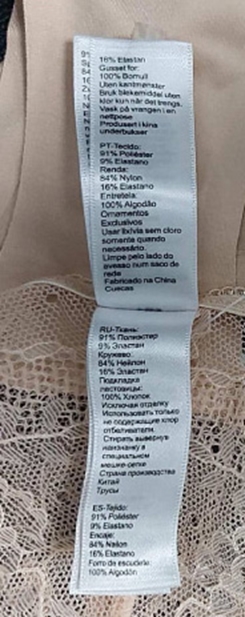 16% Elastan
Gusset for:
100% Bomull
Uten kantmønster
Bruk blekemiddel uten
klor kun når det trengs.
Vask på vrangen i en
nettpose
Produsert i kina
underbukser
PT-Tecido:
91% Poliéster
9% Elastano
Renda:
84% Nylon
16% Elastano
Entretela:
100% Algodão
Ornamentos
Exclusivos
Usar lixívia sem cloro
somente quando
necessário.
Limpe pelo lado do
avesso num saco de
rede
Fabricado na China
Cuecas
RU-Ткань:
91% Полиэстер
9% Эластан
Кружево:
84% Нейлон
16% Эластан
Подкладка
ластовицы:
100% Хлопок
Исключая отделку
Использовать только
не содержащие хлор
отбеливатели.
Стирать вывернув
наизнанку в
специальном
мешке-сетке
Страна производства
Китай
Трусы
ES-Tejido:
91% Poliéster
9% Elastano
Encaje:
84% Nailon
16% Elastano
Forro de escudete:
100% Algodón